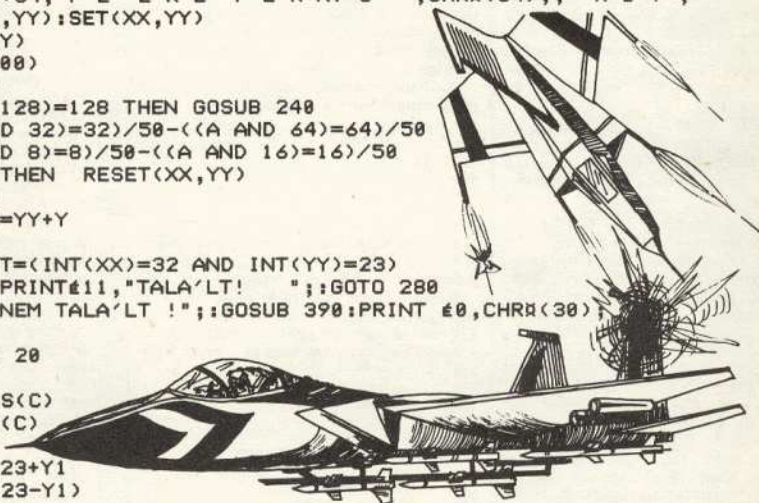 ,YY):SET(XX,YY)
Y)
00)
128)=128 THEN GOSUB 240
D 32)=32)/50-((A AND 64)=64)/50
D 8)=8)/50-((A AND 16)=16)/50
THEN  RESET(XX,YY)
=YY+Y
T=(INT(XX)=32 AND INT(YY)=23)
PRINT£11,"TALA'LT!    ";:GOTO 280
NEM TALA'LT !";:GOSUB 390:PRINT £0,CHR¤(30);
20
S(C)
(C)
23+Y1
23-Y1)